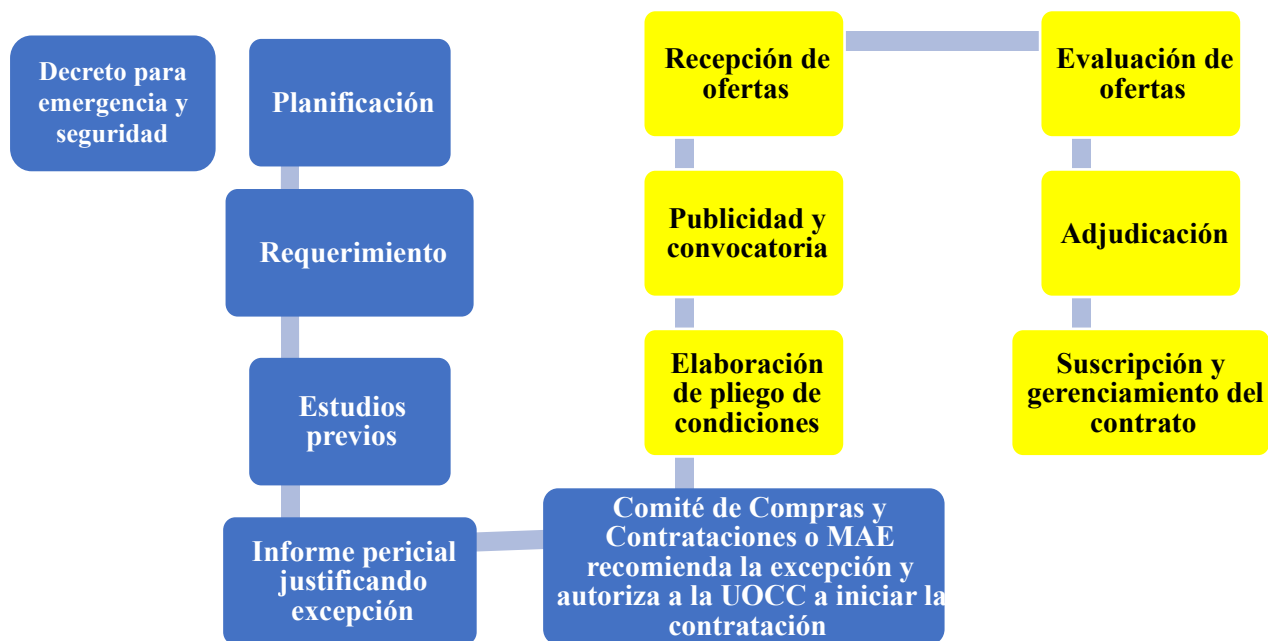 Decreto para
emergencia y
seguridad
Planificación
Requerimiento
Estudios
previos
Informe pericial
justificando
excepción
Comité de Compras y
Contrataciones o MAE
recomienda la excepción y
autoriza a la UOCC a iniciar la
contratación
Elaboración
de pliego de
condiciones
Publicidad y
convocatoria
Recepción de
ofertas
Evaluación de
ofertas
Adjudicación
Suscripción y
gerenciamiento del
contrato